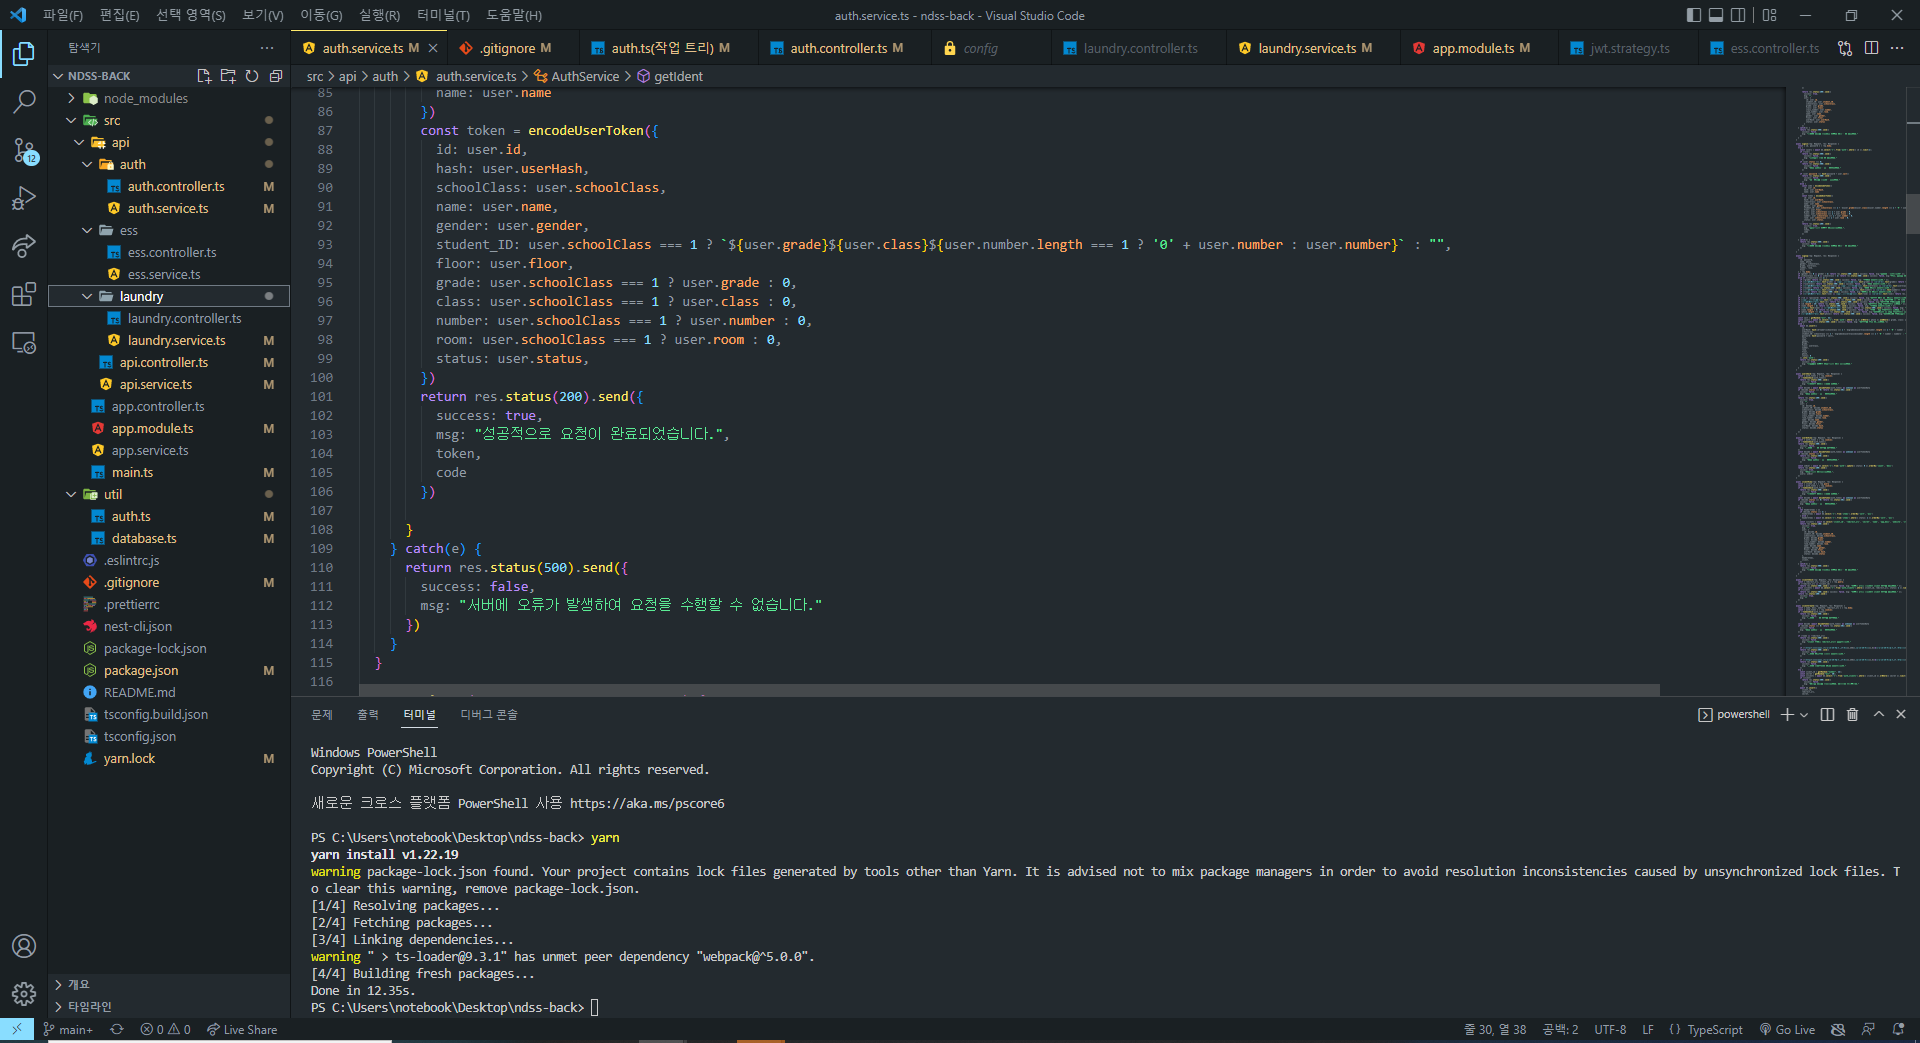 파일(F) 편집(E) 선택 영역(S) 보기(V) 이동(G) 실행(R) 터미널(T) 도움말(H)
auth.service.ts - ndss-back - Visual Studio Code
탐색기
auth.service.ts M
.gitignore M
auth.ts(작업 트리) M
auth.controller.ts M
config
laundry.controller.ts
laundry.service.ts M
app.module.ts M
jwt.strategy.ts
ess.controller.ts
NDSS-BACK
src > api > auth > auth.service.ts > AuthService > getIdent
node_modules
src
api
auth
auth.controller.ts M
auth.service.ts M
ess
ess.controller.ts
ess.service.ts
laundry
laundry.controller.ts
laundry.service.ts M
api.controller.ts M
api.service.ts M
app.controller.ts
app.module.ts M
app.service.ts
main.ts M
util
auth.ts M
database.ts M
.eslintrc.js
.gitignore M
.prettierrc
nest-cli.json
package-lock.json
package.json M
README.md
tsconfig.build.json
tsconfig.json
yarn.lock M
개요
타임라인
12
85 name: user.name
86 })
87 const token = encodeUserToken({
88 id: user.id,
89 hash: user.userHash,
90 schoolClass: user.schoolClass,
91 name: user.name,
92 gender: user.gender,
93 student_ID: user.schoolClass === 1 ? `${user.grade}${user.class}${user.number.length === 1 ? '0' + user.number : user.number}` : "",
94 floor: user.floor,
95 grade: user.schoolClass === 1 ? user.grade : 0,
96 class: user.schoolClass === 1 ? user.class : 0,
97 number: user.schoolClass === 1 ? user.number : 0,
98 room: user.schoolClass === 1 ? user.room : 0,
99 status: user.status,
100 })
101 return res.status(200).send({
102 success: true,
103 msg: "성공적으로 요청이 완료되었습니다.",
104 token,
105 code
106 })
107
108 }
109 } catch(e) {
110 return res.status(500).send({
111 success: false,
112 msg: "서버에 오류가 발생하여 요청을 수행할 수 없습니다."
113 })
114 }
115 }
116
문제 출력 터미널 디버그 콘솔
powershell
Windows PowerShell
Copyright (C) Microsoft Corporation. All rights reserved.
새로운 크로스 플랫폼 PowerShell 사용 https://aka.ms/pscore6
PS C:\Users\notebook\Desktop\ndss-back> yarn
yarn install v1.22.19
warning package-lock.json found. Your project contains lock files generated by tools other than Yarn. It is advised not to mix package managers in order to avoid resolution inconsistencies caused by unsynchronized lock files. T
o clear this warning, remove package-lock.json.
[1/4] Resolving packages...
[2/4] Fetching packages...
[3/4] Linking dependencies...
warning " > ts-loader@9.3.1" has unmet peer dependency "webpack@^5.0.0".
[4/4] Building fresh packages...
Done in 12.35s.
PS C:\Users\notebook\Desktop\ndss-back>
main+ 0 0 Live Share
줄 30, 열 38 공백: 2 UTF-8 LF {} TypeScript Go Live